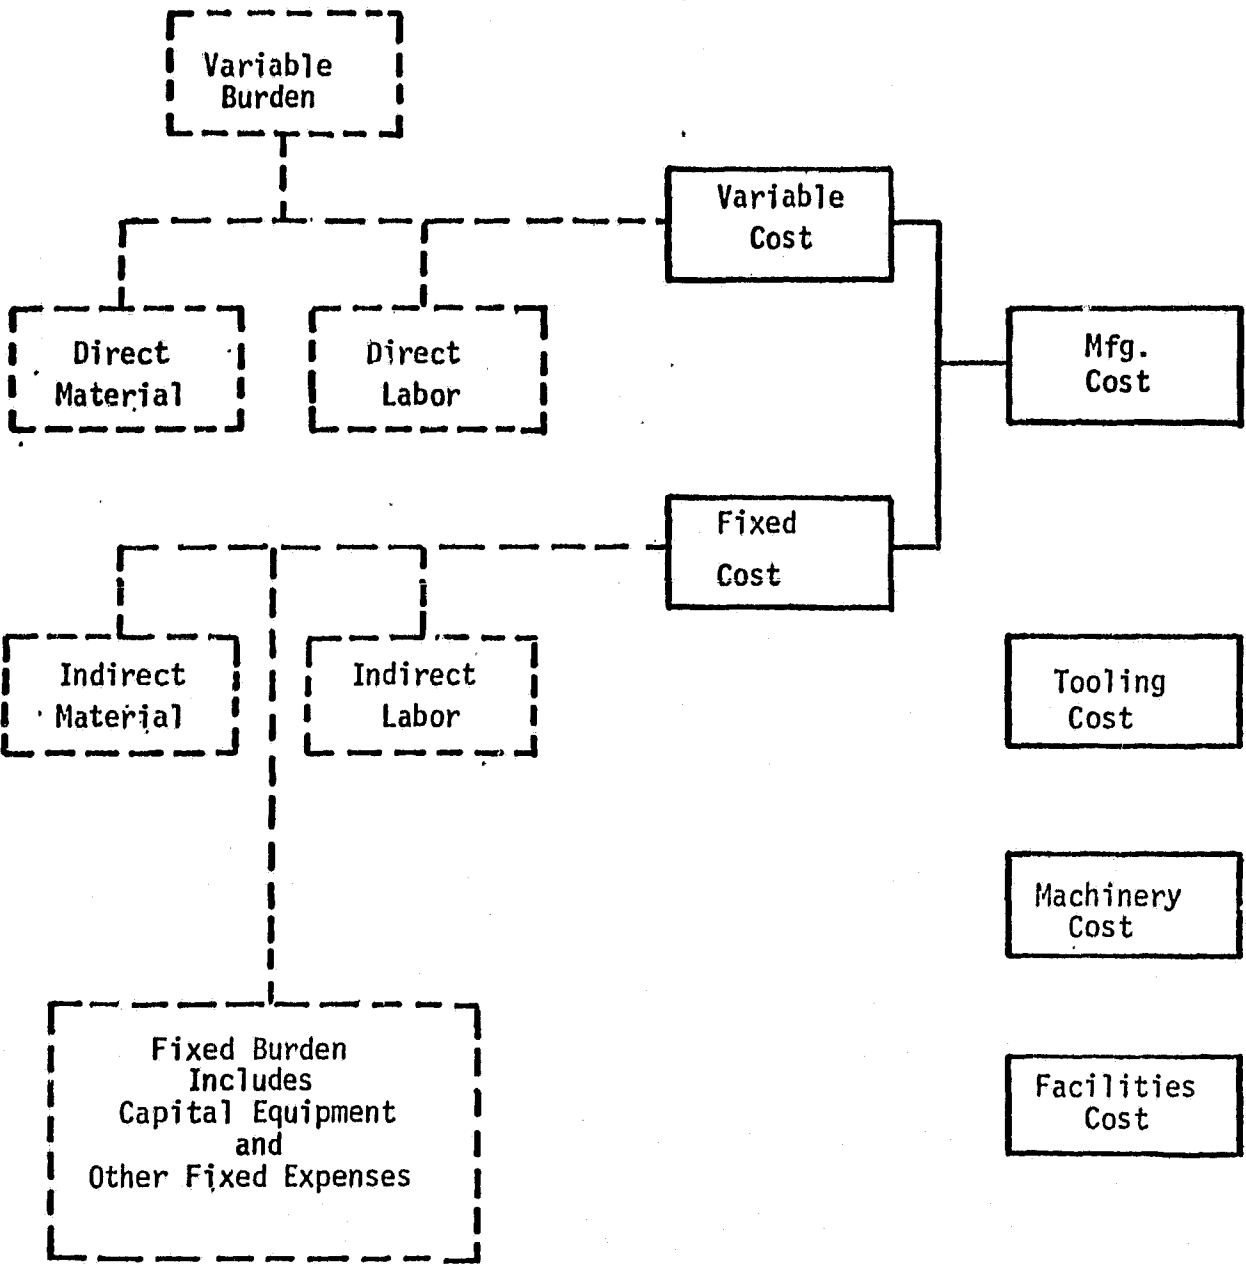 Variable
Burden
Variable
Cost
Direct
Material
Direct
Labor
Mfg.
Cost
Fixed
Cost
Indirect
Material
Indirect
Labor
Tooling
Cost
Machinery
Cost
Fixed Burden
Includes
Capital Equipment
and
Other Fixed Expenses
Facilities
Cost